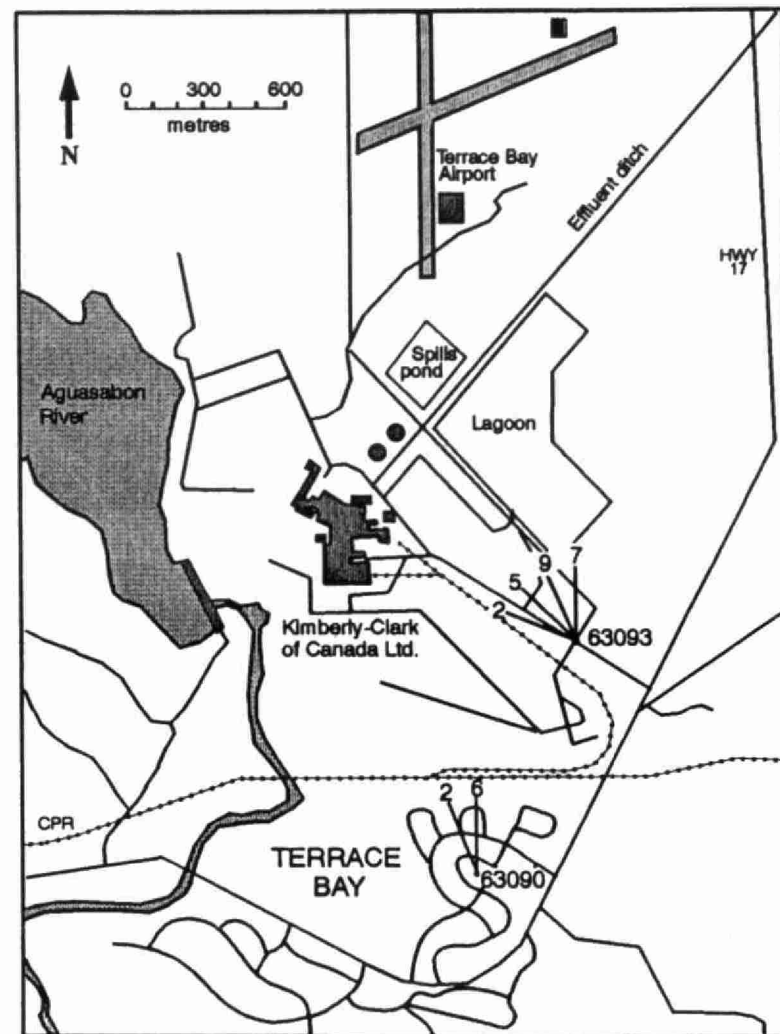 0 300 600
metres
N
Terrace Bay
Airport
Effluent ditch
HWY
17
Spills
pond
Aguasabon
River
Lagoon
9 7
5
2
63093
Kimberly-Clark
of Canada Ltd.
2 6
CPR
TERRACE
BAY
63090